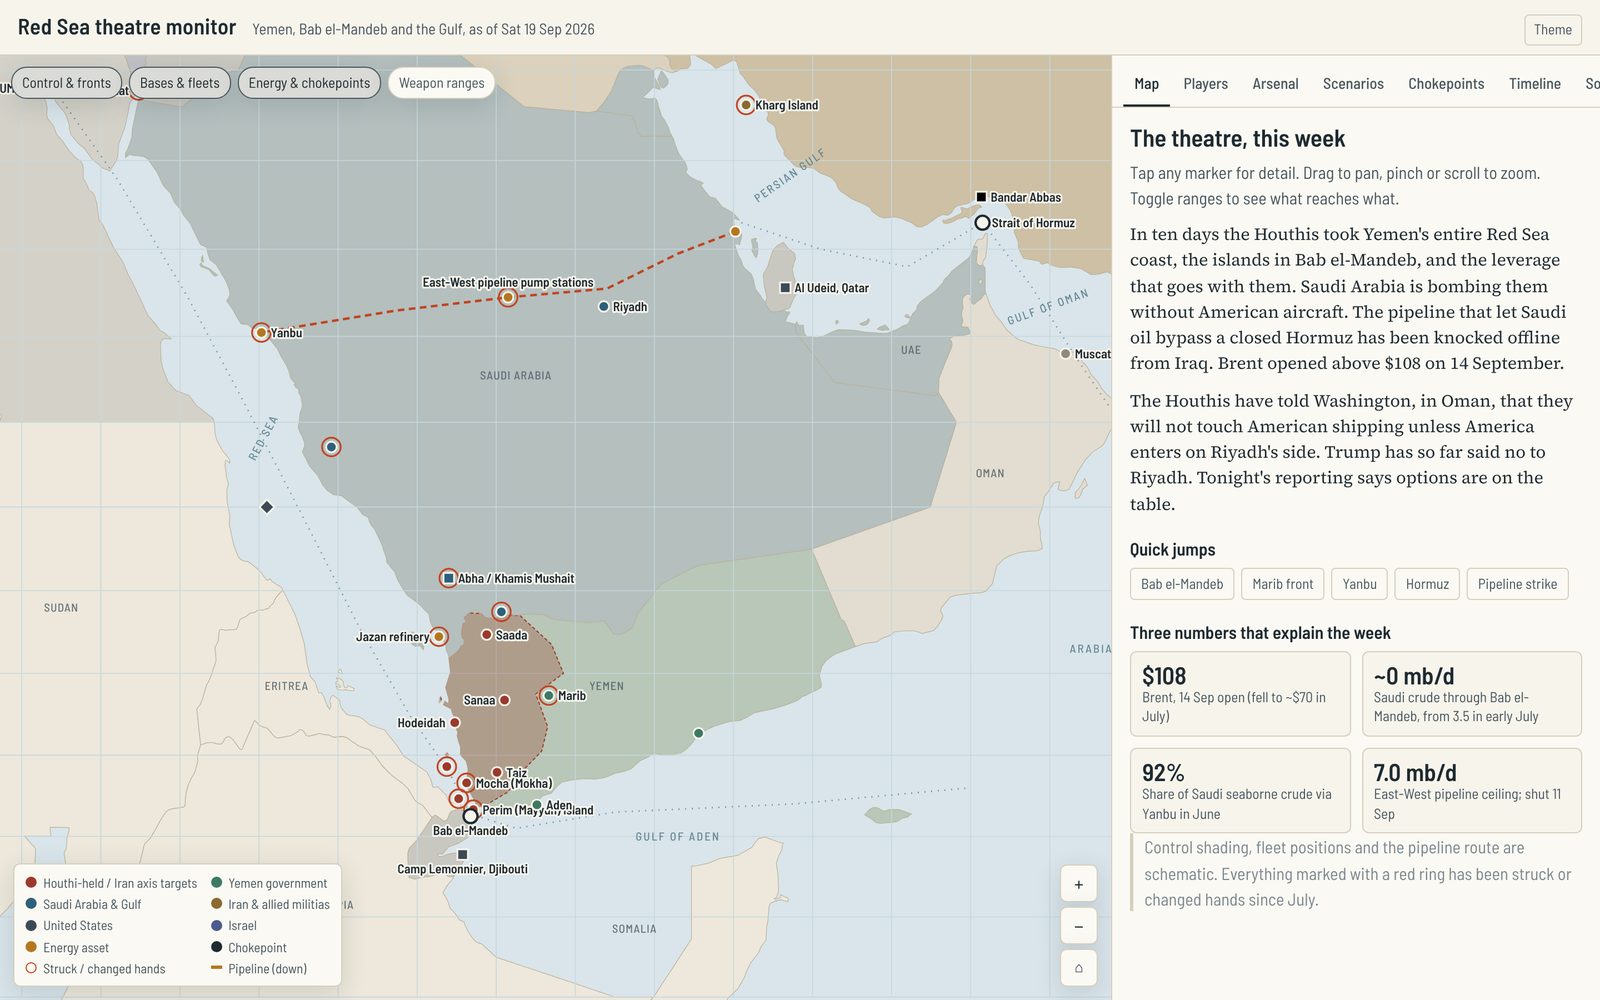 Red Sea theatre monitor
Yemen, Bab el-Mandeb and the Gulf, as of Sat 19 Sep 2026
Theme
Control & fronts
Bases & fleets
Energy & chokepoints
Weapon ranges
Map
Players
Arsenal
Scenarios
Chokepoints
Timeline
So
Kharg Island
PERSIAN GULF
Bandar Abbas
Strait of Hormuz
East-West pipeline pump stations
Al Udeid, Qatar
Riyadh
GULF OF OMAN
Yanbu
UAE
Muscat
SAUDI ARABIA
RED SEA
OMAN
Abha / Khamis Mushait
SUDAN
Jazan refinery
Saada
ARABIA
ERITREA
YEMEN
Marib
Sanaa
Hodeidah
Taiz
Mocha (Mokha)
Aden
Perim (Mayyun) Island
Bab el-Mandeb
GULF OF ADEN
Camp Lemonnier, Djibouti
IA
SOMALIA
Houthi-held / Iran axis targets
Yemen government
Saudi Arabia & Gulf
Iran & allied militias
United States
Israel
Energy asset
Chokepoint
Struck / changed hands
Pipeline (down)
+
−
⌂
The theatre, this week
Tap any marker for detail. Drag to pan, pinch or scroll to zoom.
Toggle ranges to see what reaches what.
In ten days the Houthis took Yemen's entire Red Sea
coast, the islands in Bab el-Mandeb, and the leverage
that goes with them. Saudi Arabia is bombing them
without American aircraft. The pipeline that let Saudi
oil bypass a closed Hormuz has been knocked offline
from Iraq. Brent opened above $108 on 14 September.
The Houthis have told Washington, in Oman, that they
will not touch American shipping unless America
enters on Riyadh's side. Trump has so far said no to
Riyadh. Tonight's reporting says options are on the
table.
Quick jumps
Bab el-Mandeb
Marib front
Yanbu
Hormuz
Pipeline strike
Three numbers that explain the week
$108
Brent, 14 Sep open (fell to ~$70 in
July)
~0 mb/d
Saudi crude through Bab el-
Mandeb, from 3.5 in early July
92%
Share of Saudi seaborne crude via
Yanbu in June
7.0 mb/d
East-West pipeline ceiling; shut 11
Sep
Control shading, fleet positions and the pipeline route are
schematic. Everything marked with a red ring has been struck or
changed hands since July.